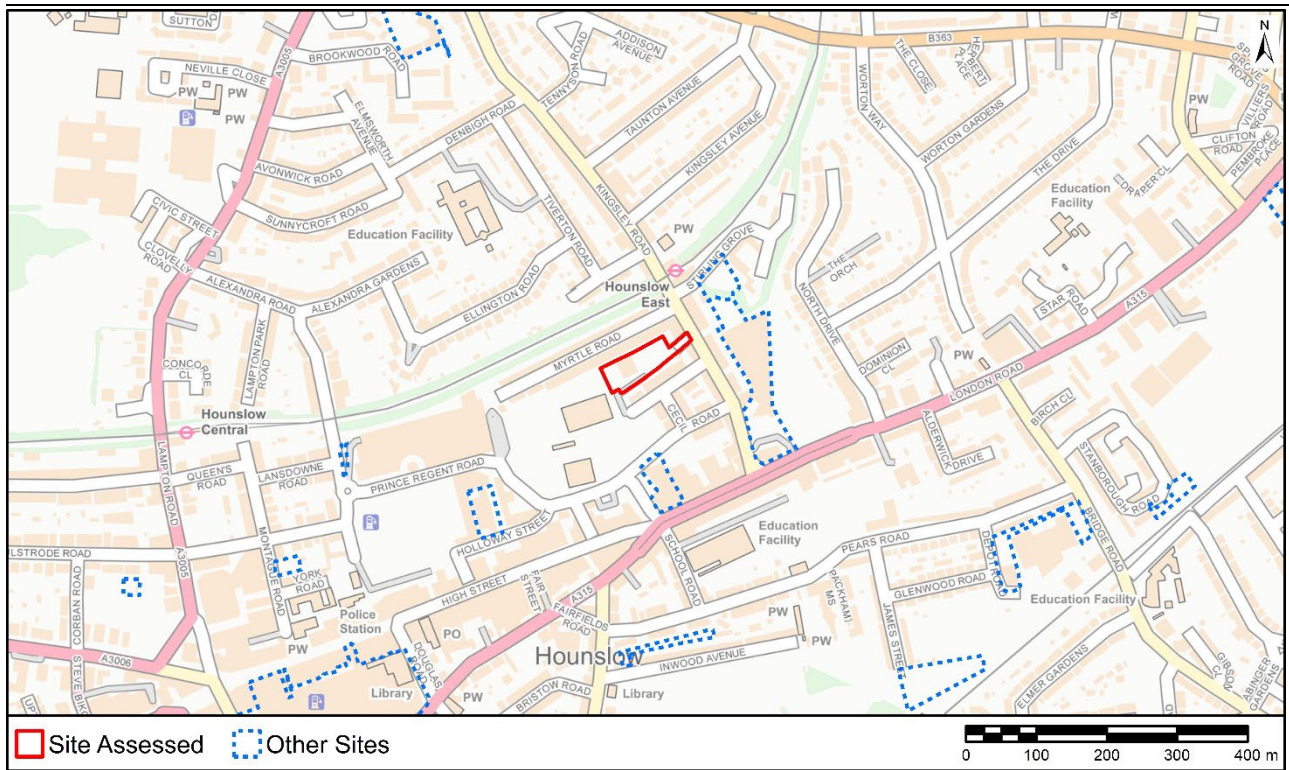 SUTTON
BROOKWOOD ROAD
NEVILLE CLOSE
A3005
PW
PW
PW
ELMSWORTH AVENUE
DENBIGH ROAD
TENNYSON ROAD
ADDISON AVENUE
TAUNTON AVENUE
KINGSLEY AVENUE
B363
THE CLOSE
HERBERT PLACE
N
WORTON WAY
WORTON GARDENS
THE DRIVE
PW
VILLIERS ROAD
CLIFTON ROAD
PEMBROKE PLACE
DRAPER CL
Education Facility
AVONWICK ROAD
SUNNYCROFT ROAD
Education Facility
CIVIC STREET
CLOVELLY ROAD
TIVERTON ROAD
KINGSLEY ROAD
PW
STIRLING GROVE
Hounslow East
THE ORCH
NORTH DRIVE
STAR ROAD
A315
ALEXANDRA ROAD
ALEXANDRA GARDENS
ELLINGTON ROAD
LAMPTON PARK ROAD
CONCORDE CL
MYRTLE ROAD
DOMINION CL
PW
LONDON ROAD
BIRCH CL
Hounslow Central
LAMPTON ROAD
CECIL ROAD
ALDERWICK DRIVE
STANBOROUGH ROAD
QUEEN'S ROAD
LANSDOWNE ROAD
PRINCE REGENT ROAD
HOLLOWAY STREET
Education Facility
SCHOOL ROAD
PEARS ROAD
BRIDGE ROAD
DEPOT ROAD
GLENWOOD ROAD
Education Facility
ULSTRODE ROAD
MONTAGUE ROAD
A3005
YORK ROAD
Police Station
PW
HIGH STREET
FAIR STREET
A315
FAIRFIELDS ROAD
PACKHAM MS
JAMES STREET
PW
PW
CORBAN ROAD
A3006
PO
DOUGLAS ROAD
Library
PW
Hounslow
INWOOD AVENUE
BRISTOW ROAD
Library
ELMER GARDENS
GIBSON CL
ABINGER GARDENS
Site Assessed
Other Sites
0 100 200 300 400 m